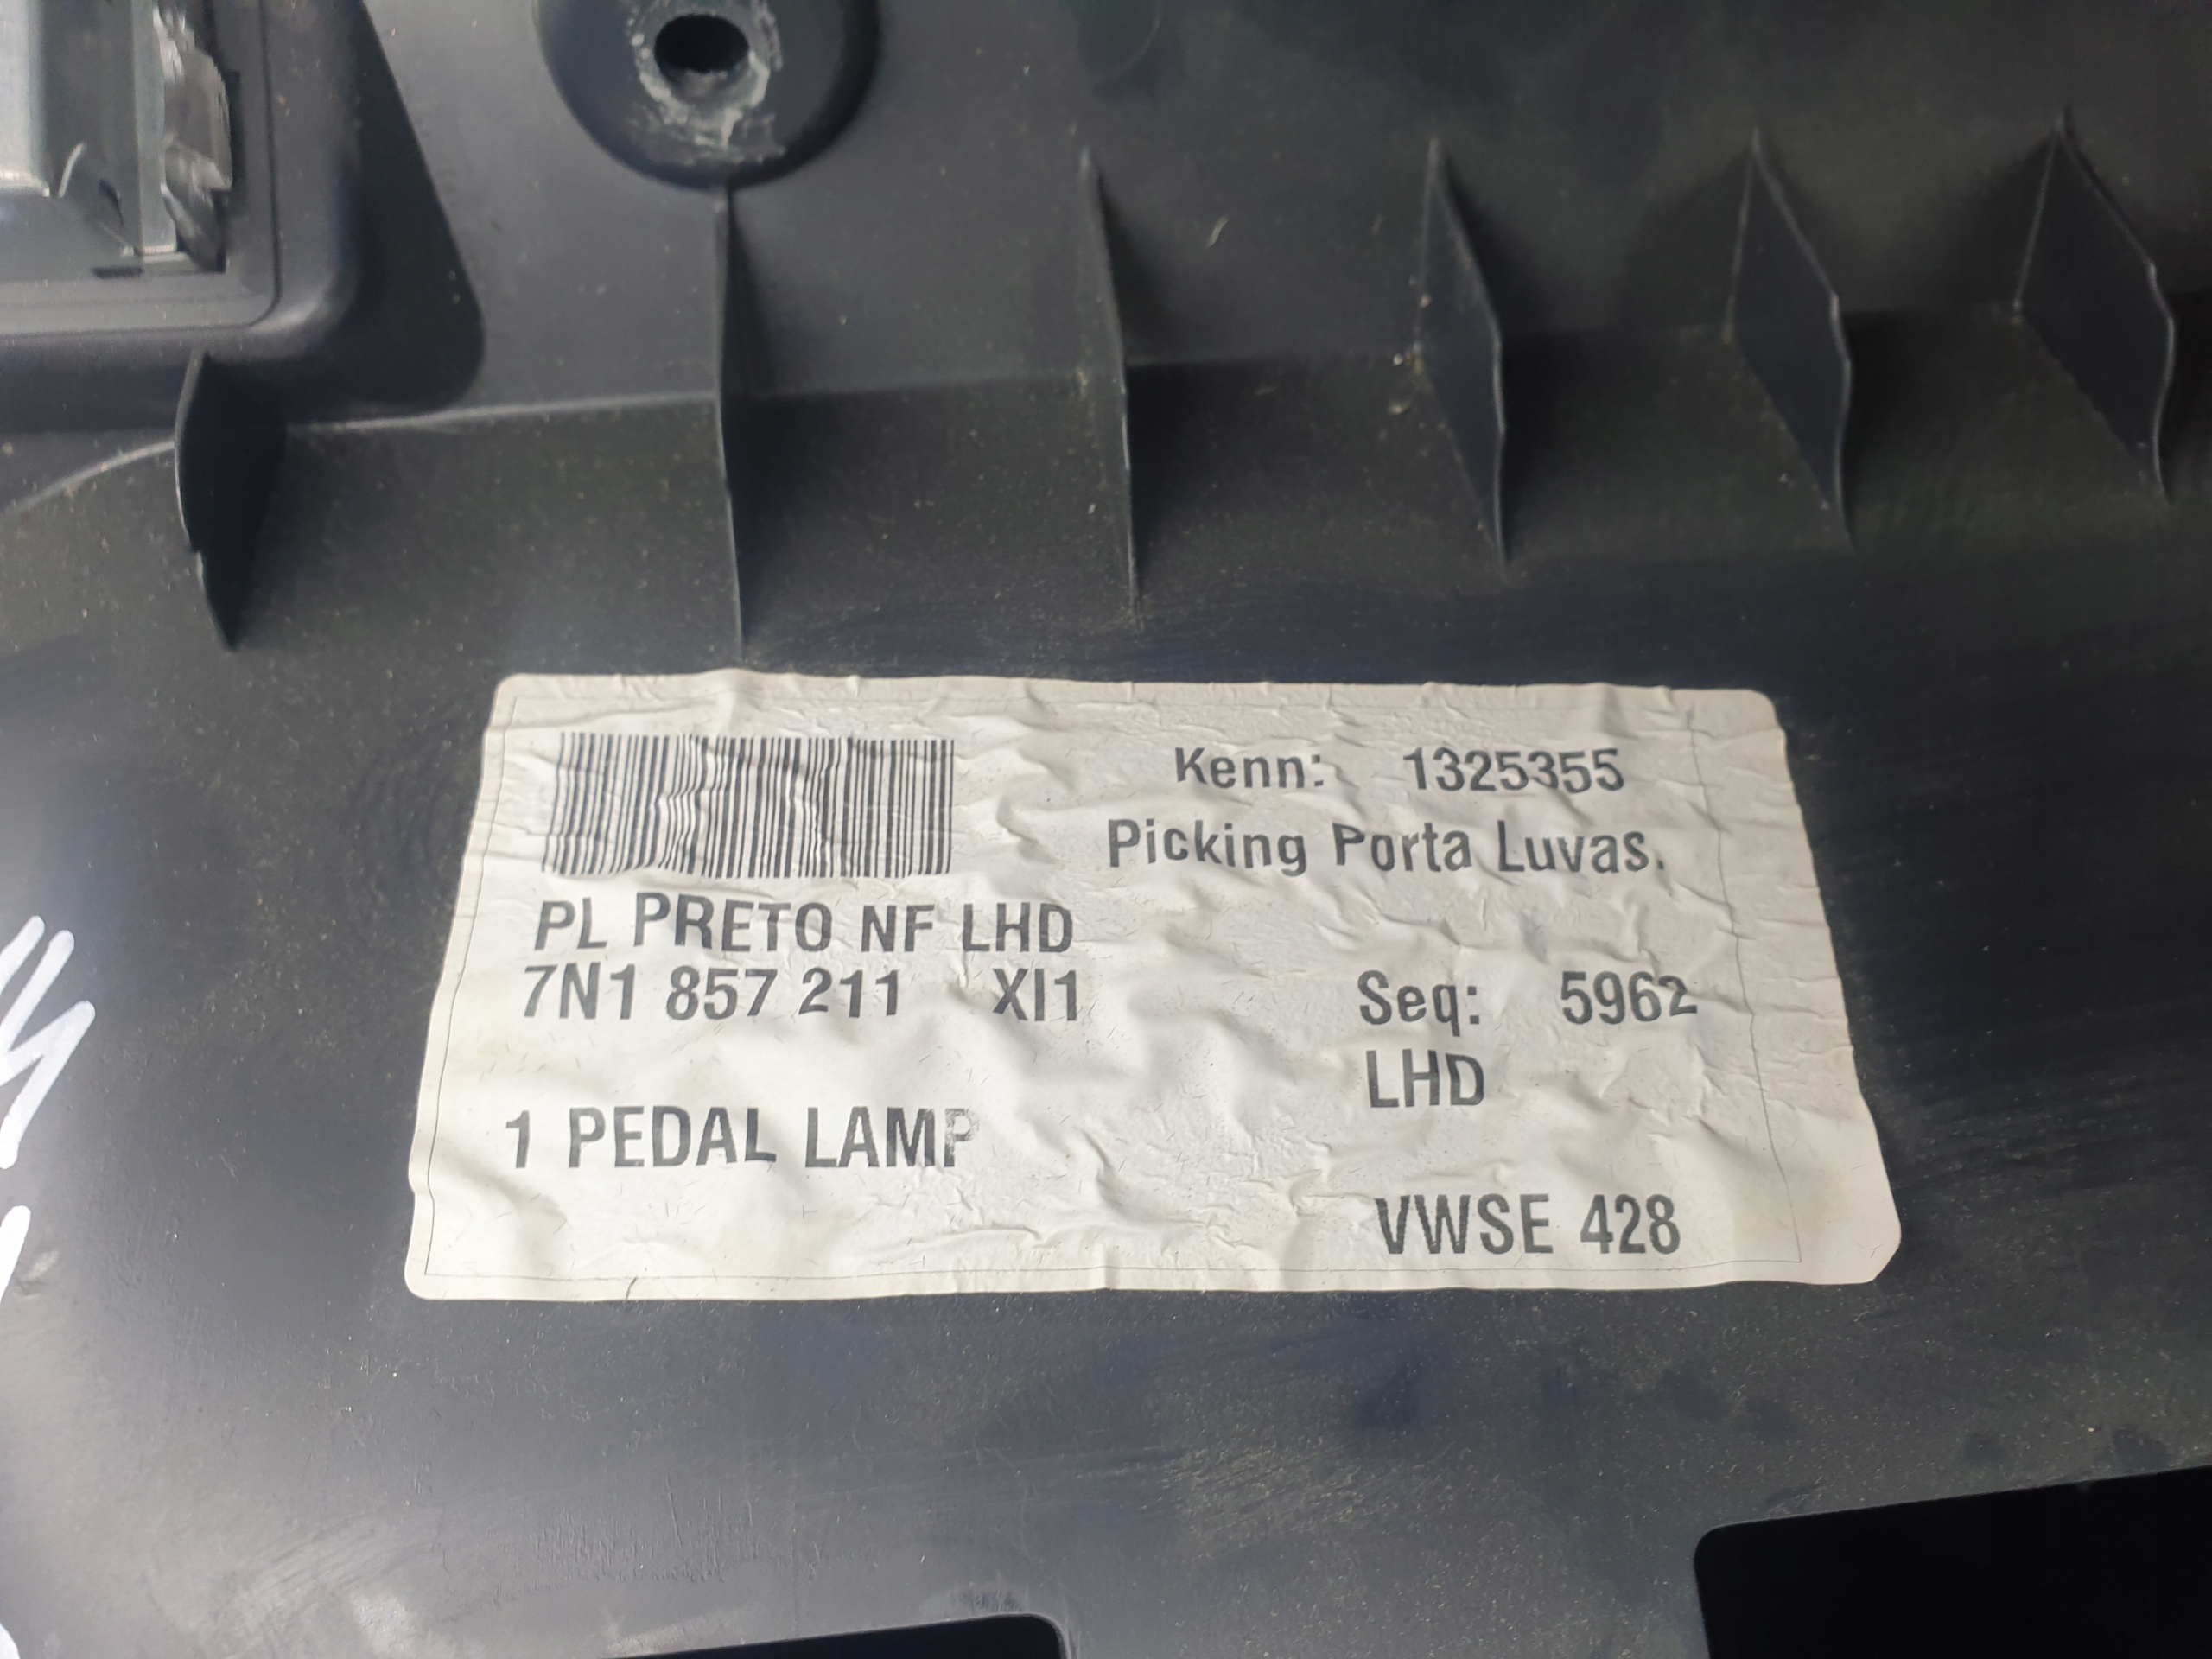 Kenn: 1325355
Picking Porta Luvas.
PL PRETO NF LHD
7N1 857 211 XI1
Seq: 5962
LHD
1 PEDAL LAMP
VWSE 428